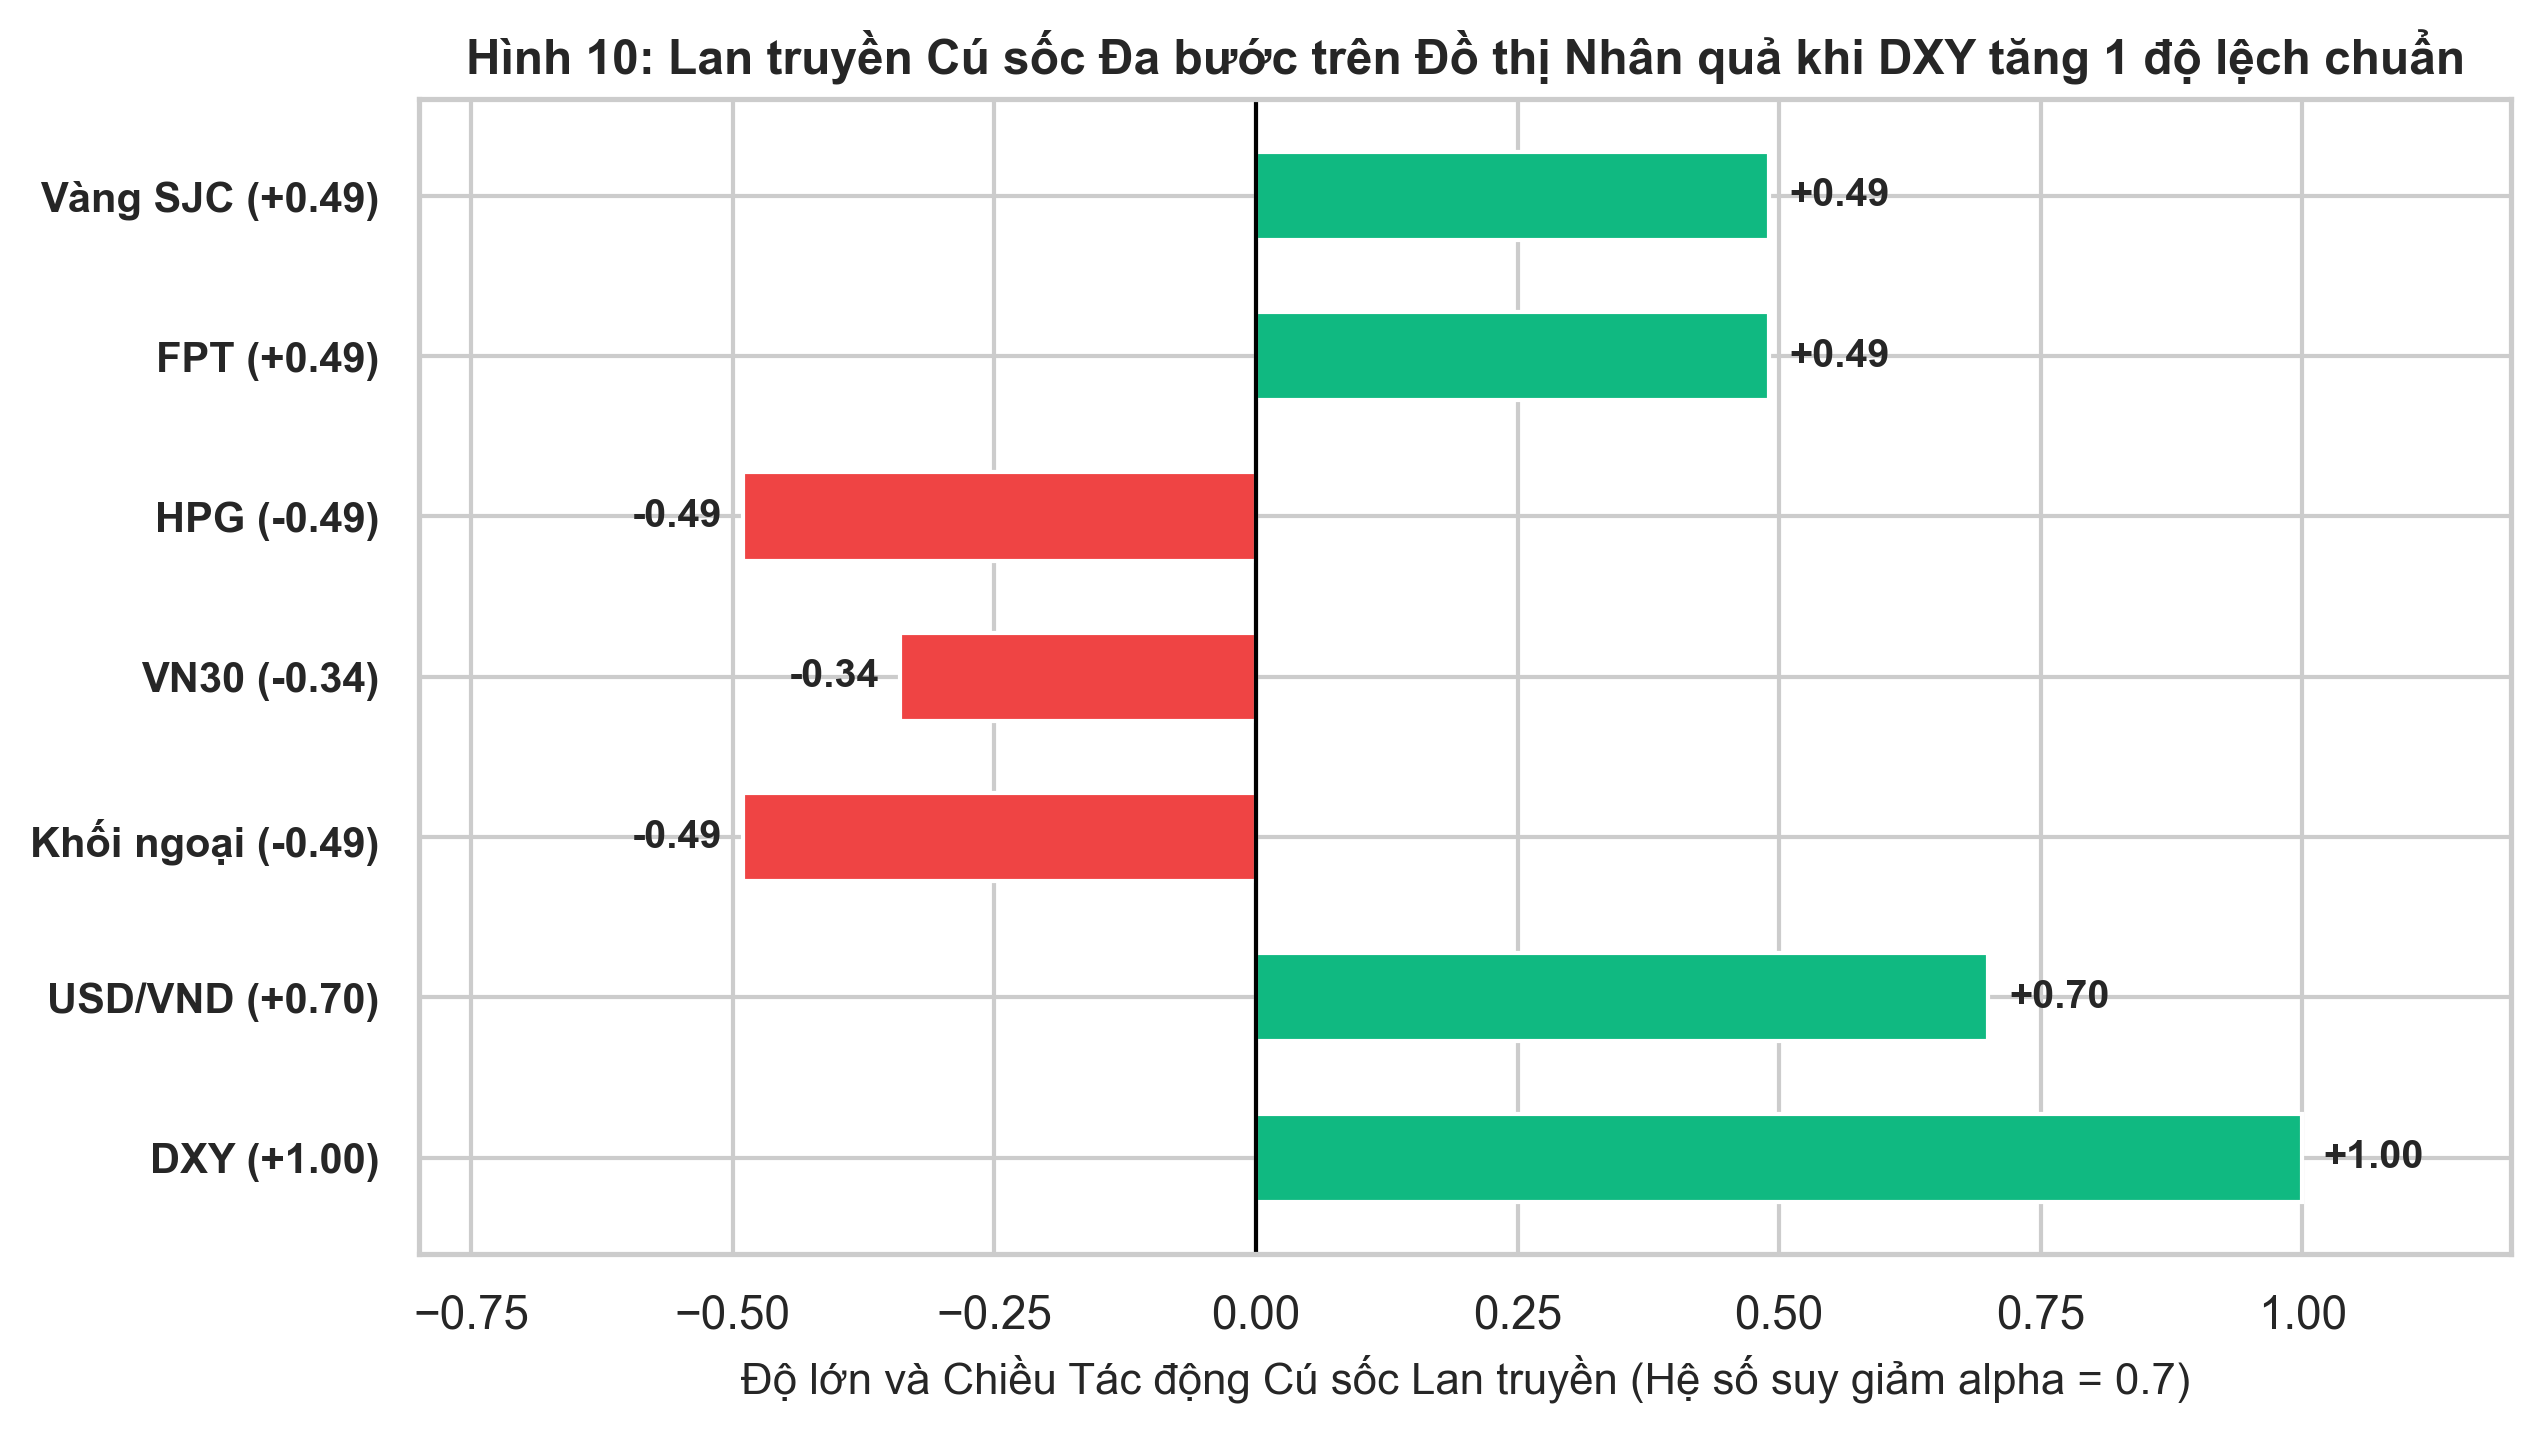 Hình 10: Lan truyền Cú sốc Đa bước trên Đồ thị Nhân quả khi DXY tăng 1 độ lệch chuẩn
Vàng SJC (+0.49)
+0.49
FPT (+0.49)
+0.49
HPG (-0.49)
-0.49
VN30 (-0.34)
-0.34
Khối ngoại (-0.49)
-0.49
USD/VND (+0.70)
+0.70
DXY (+1.00)
+1.00
−0.75 −0.50 −0.25 0.00 0.25 0.50 0.75 1.00
Độ lớn và Chiều Tác động Cú sốc Lan truyền (Hệ số suy giảm alpha = 0.7)